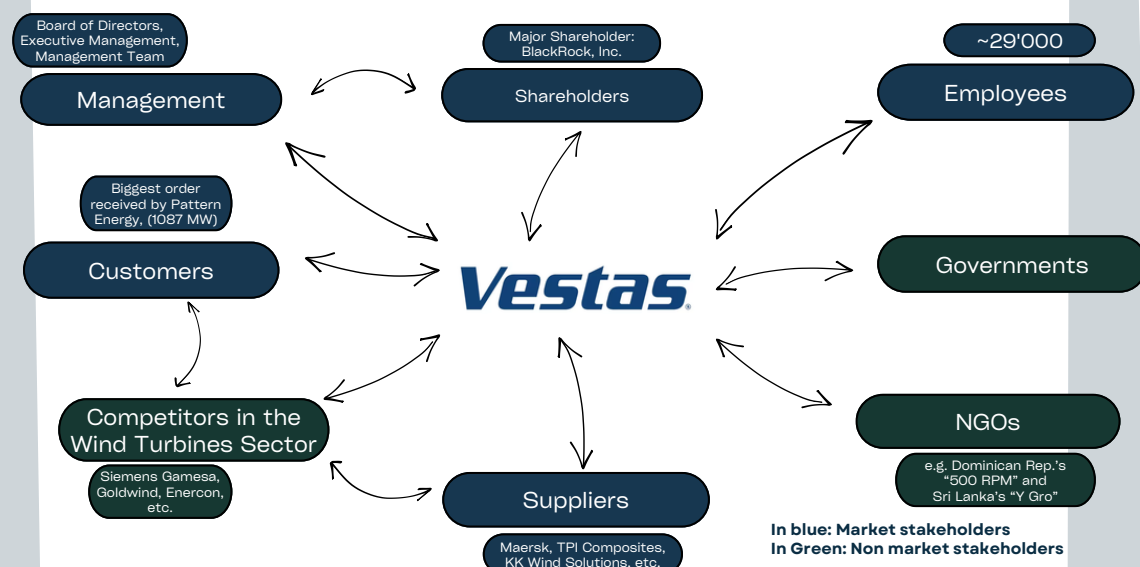 Board of Directors,
Executive Management,
Management Team
Management
Major Shareholder:
BlackRock, Inc.
Shareholders
~29'000
Employees
Biggest order
received by Pattern
Energy, (1087 MW)
Customers
Vestas®
Governments
Competitors in the
Wind Turbines Sector
Siemens Gamesa,
Goldwind, Enercon,
etc.
Suppliers
Maersk, TPI Composites,
KK Wind Solutions, etc.
NGOs
e.g. Dominican Rep.'s
“500 RPM” and
Sri Lanka's “Y Gro”
In blue: Market stakeholders
In Green: Non market stakeholders